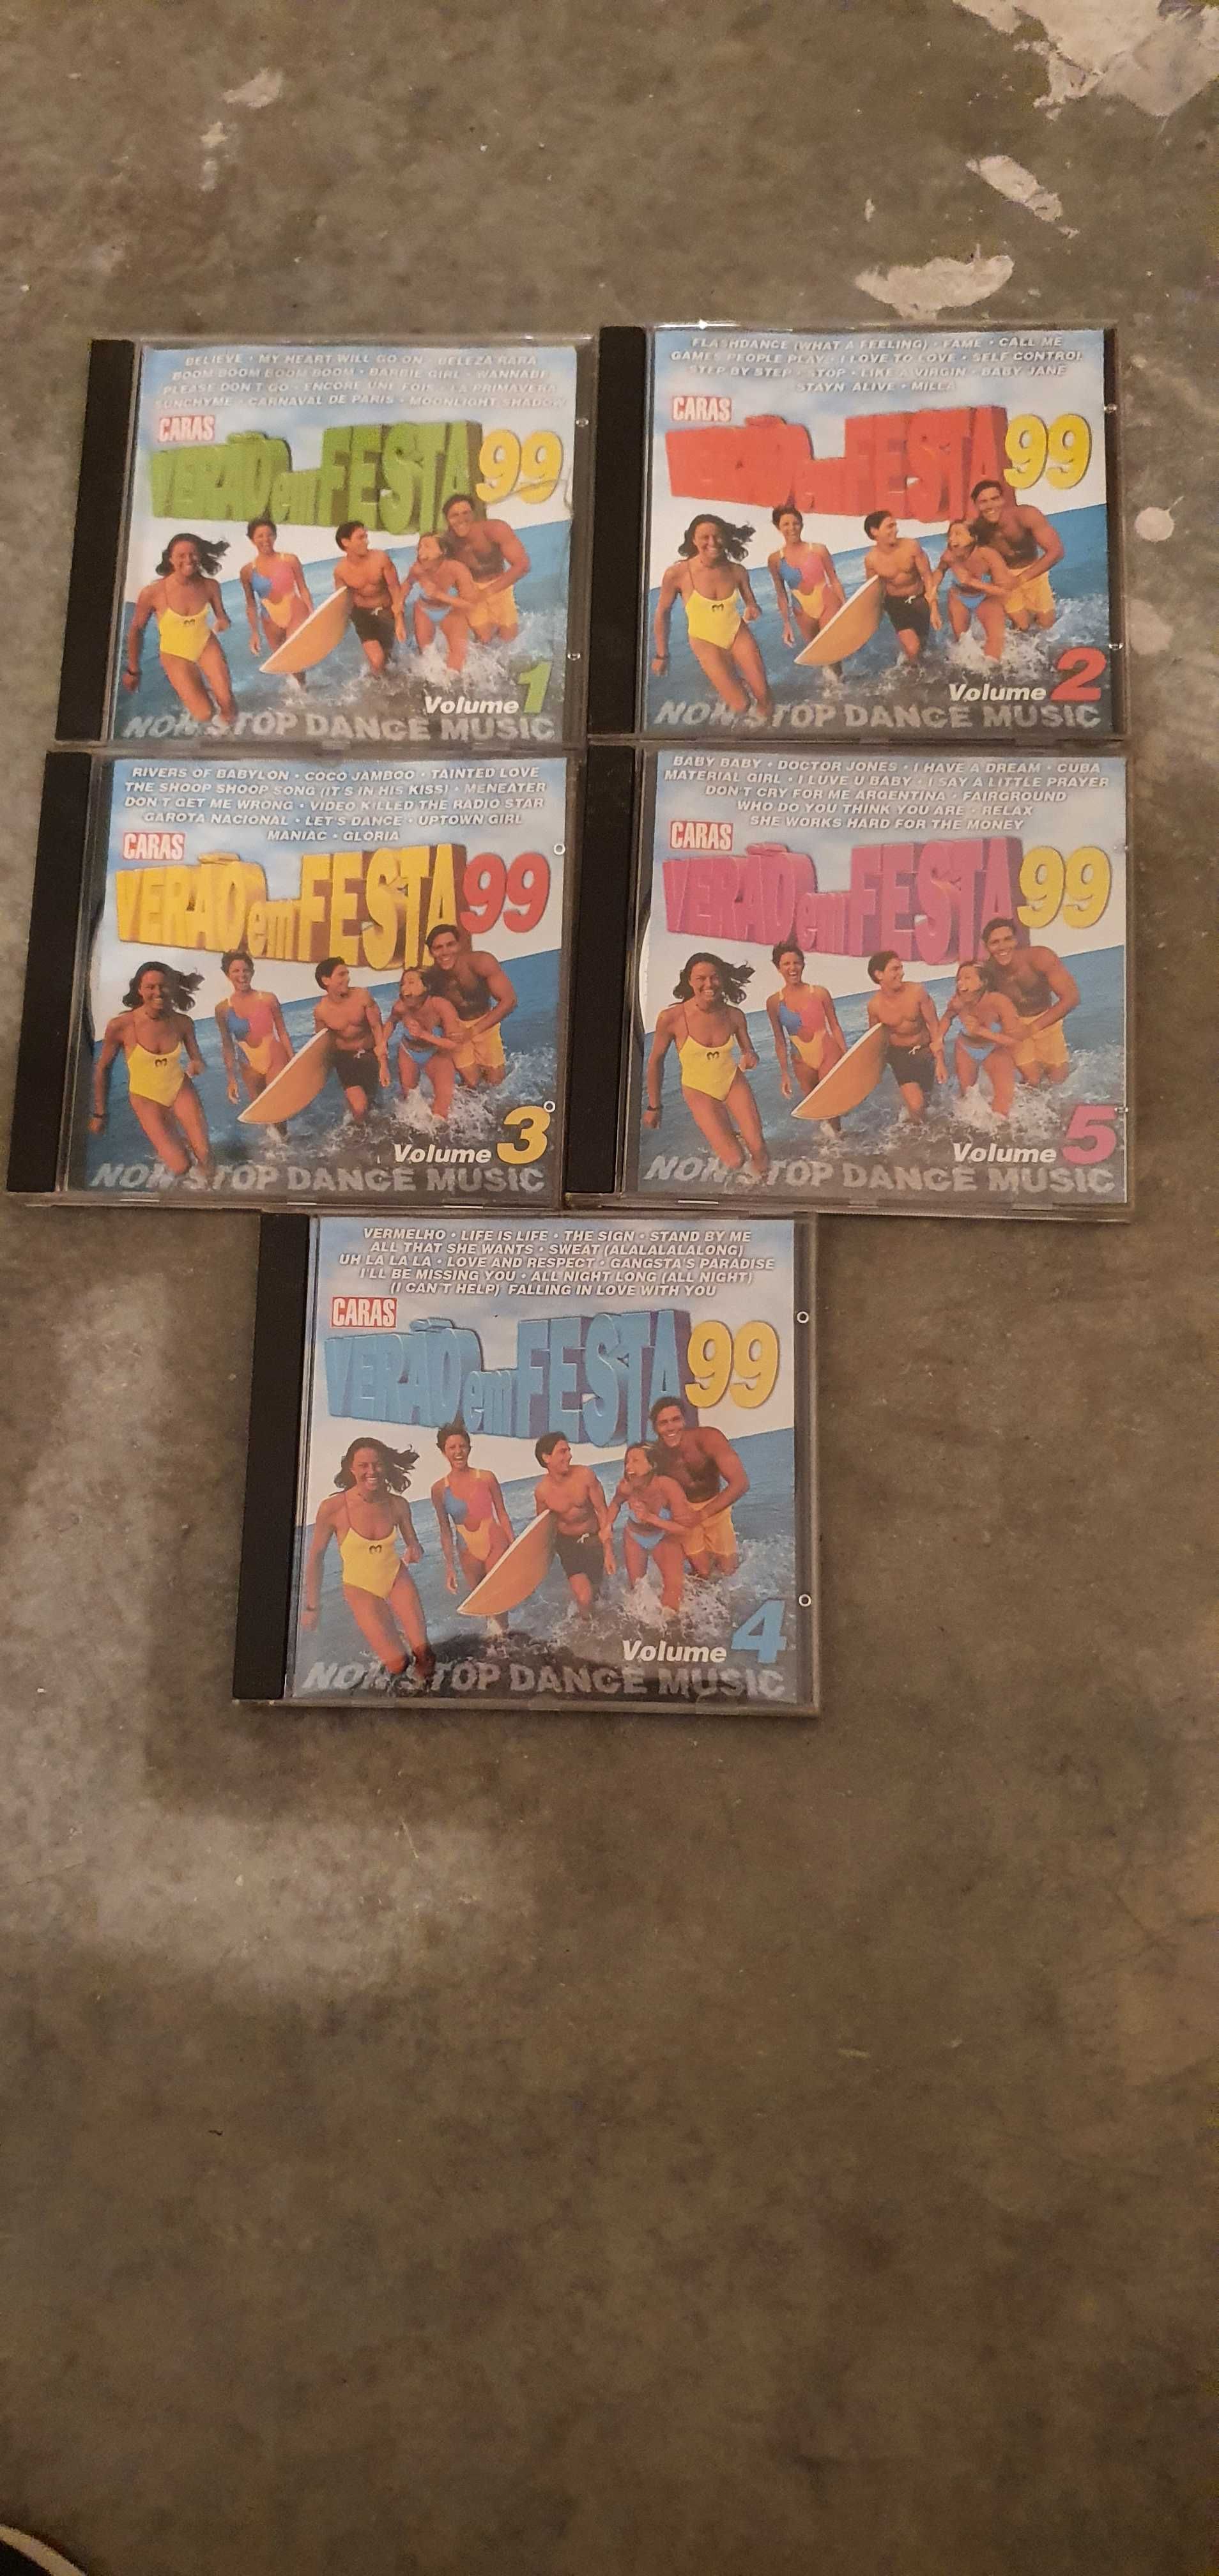 BELIEVE • MY HEART WILL GO ON • BELEZA RARA
BOOM BOOM BOOM BOOM • BARBIE GIRL • WANNABE
PLEASE DON'T GO • ENCORE UNE FOIS • LA PRIMAVERA
SUNCHYME • CARNAVAL DE PARIS • MOONLIGHT SHADOW
CARAS
VERÃO em FESTA 99
Volume 1
NON STOP DANCE MUSIC
FLASHDANCE (WHAT A FEELING) • FAME • CALL ME
GAMES PEOPLE PLAY • I LOVE TO LOVE • SELF CONTROL
STEP BY STEP • STOP • LIKE A VIRGIN • BABY JANE
STAYN ALIVE • MILLA
CARAS
VERÃO em FESTA 99
Volume 2
NON STOP DANCE MUSIC
RIVERS OF BABYLON • COCO JAMBOO • TAINTED LOVE
THE SHOOP SHOOP SONG (IT'S IN HIS KISS) • MENEATER
DON'T GET ME WRONG • VIDEO KILLED THE RADIO STAR
GAROTA NACIONAL • LET'S DANCE • UPTOWN GIRL
MANIAC • GLORIA
CARAS
VERÃO em FESTA 99
Volume 3
NON STOP DANCE MUSIC
BABY BABY • DOCTOR JONES • I HAVE A DREAM • CUBA
MATERIAL GIRL • I LUVE U BABY • I SAY A LITTLE PRAYER
DON'T CRY FOR ME ARGENTINA • FAIRGROUND
WHO DO YOU THINK YOU ARE • RELAX
SHE WORKS HARD FOR THE MONEY
CARAS
VERÃO em FESTA 99
Volume 5
NON STOP DANCE MUSIC
VERMELHO • LIFE IS LIFE • THE SIGN • STAND BY ME
ALL THAT SHE WANTS • SWEAT (ALALALALALONG)
UH LA LA LA • LOVE AND RESPECT • GANGSTA'S PARADISE
I'LL BE MISSING YOU • ALL NIGHT LONG (ALL NIGHT)
(I CAN'T HELP) FALLING IN LOVE WITH YOU
CARAS
VERÃO em FESTA 99
Volume 4
NON STOP DANCE MUSIC